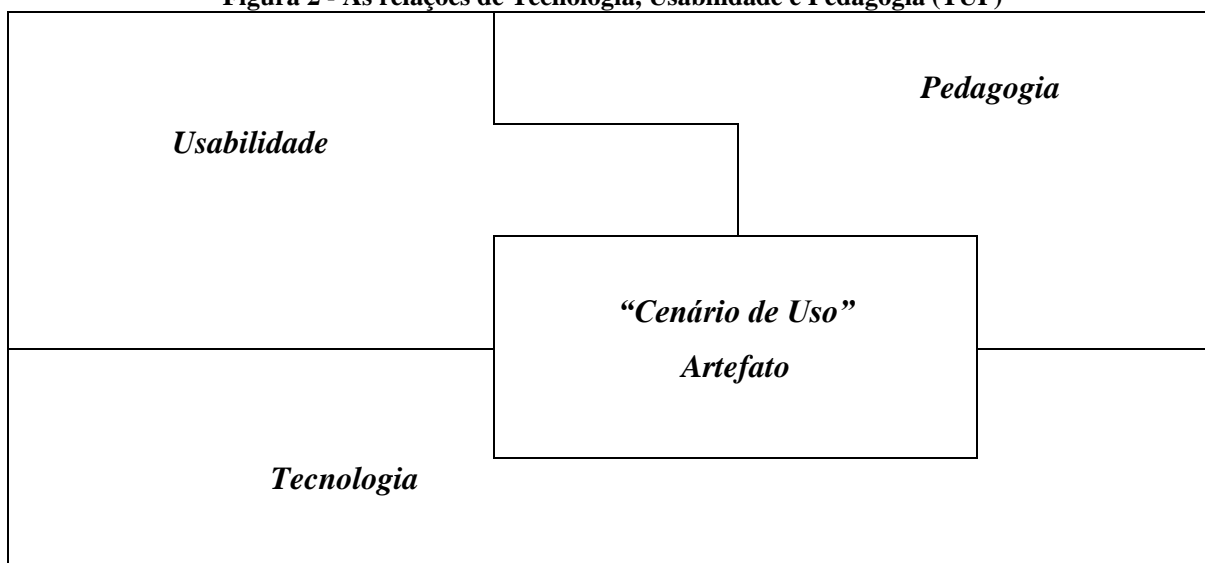 Figura 2 - As relações de Tecnologia, Usabilidade e Pedagogia (TUP)
Pedagogia
Usabilidade
“Cenário de Uso”
Artefato
Tecnologia